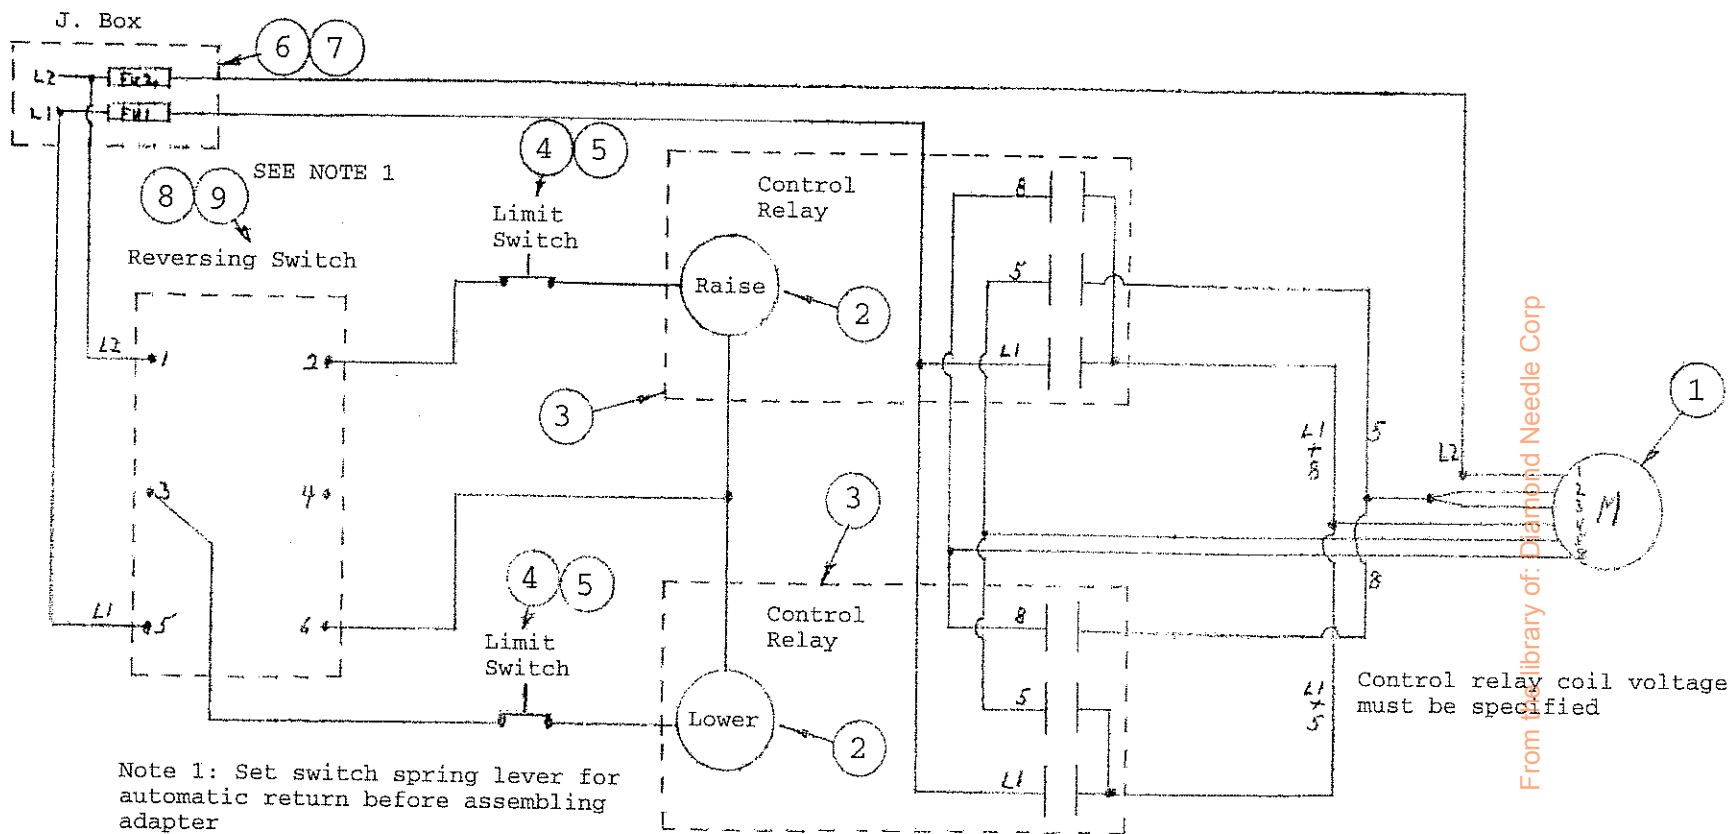 J. Box
6 7
L2
FU2
L1
FU1
4 5
SEE NOTE 1
8 9
Reversing Switch
Limit
Switch
Control
Relay
Raise
2
3
8
5
L1
L2
1
2
3
4
L1
5
6
L1
+
8
5
L2
1
M
8
3
4 5
Limit
Switch
Control
Relay
Lower
2
8
5
L1
L1
+
5
Control relay coil voltage
must be specified
Note 1: Set switch spring lever for
automatic return before assembling
adapter
From the library of: Diamond Needle Corp